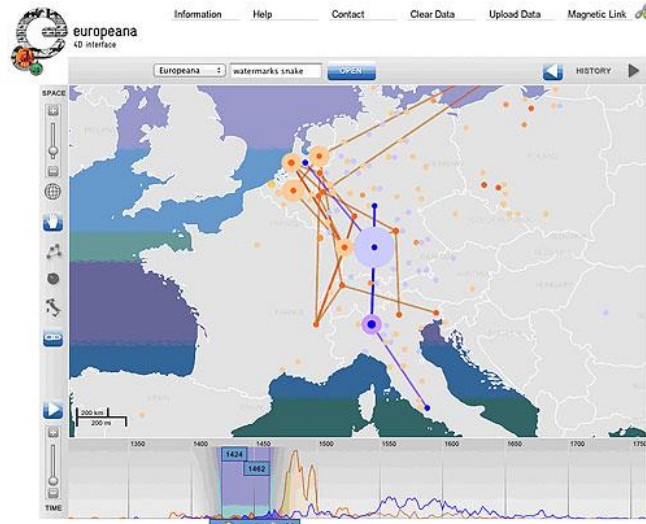 Information Help Contact Clear Data Upload Data Magnetic Link
europeana
4D interface
Europeana watermarks snake OPEN HISTORY
SPACE
200 km
200 mi
TIME
1350 1400 1450 1500 1550 1600 1650 1700 1750
1424
1462